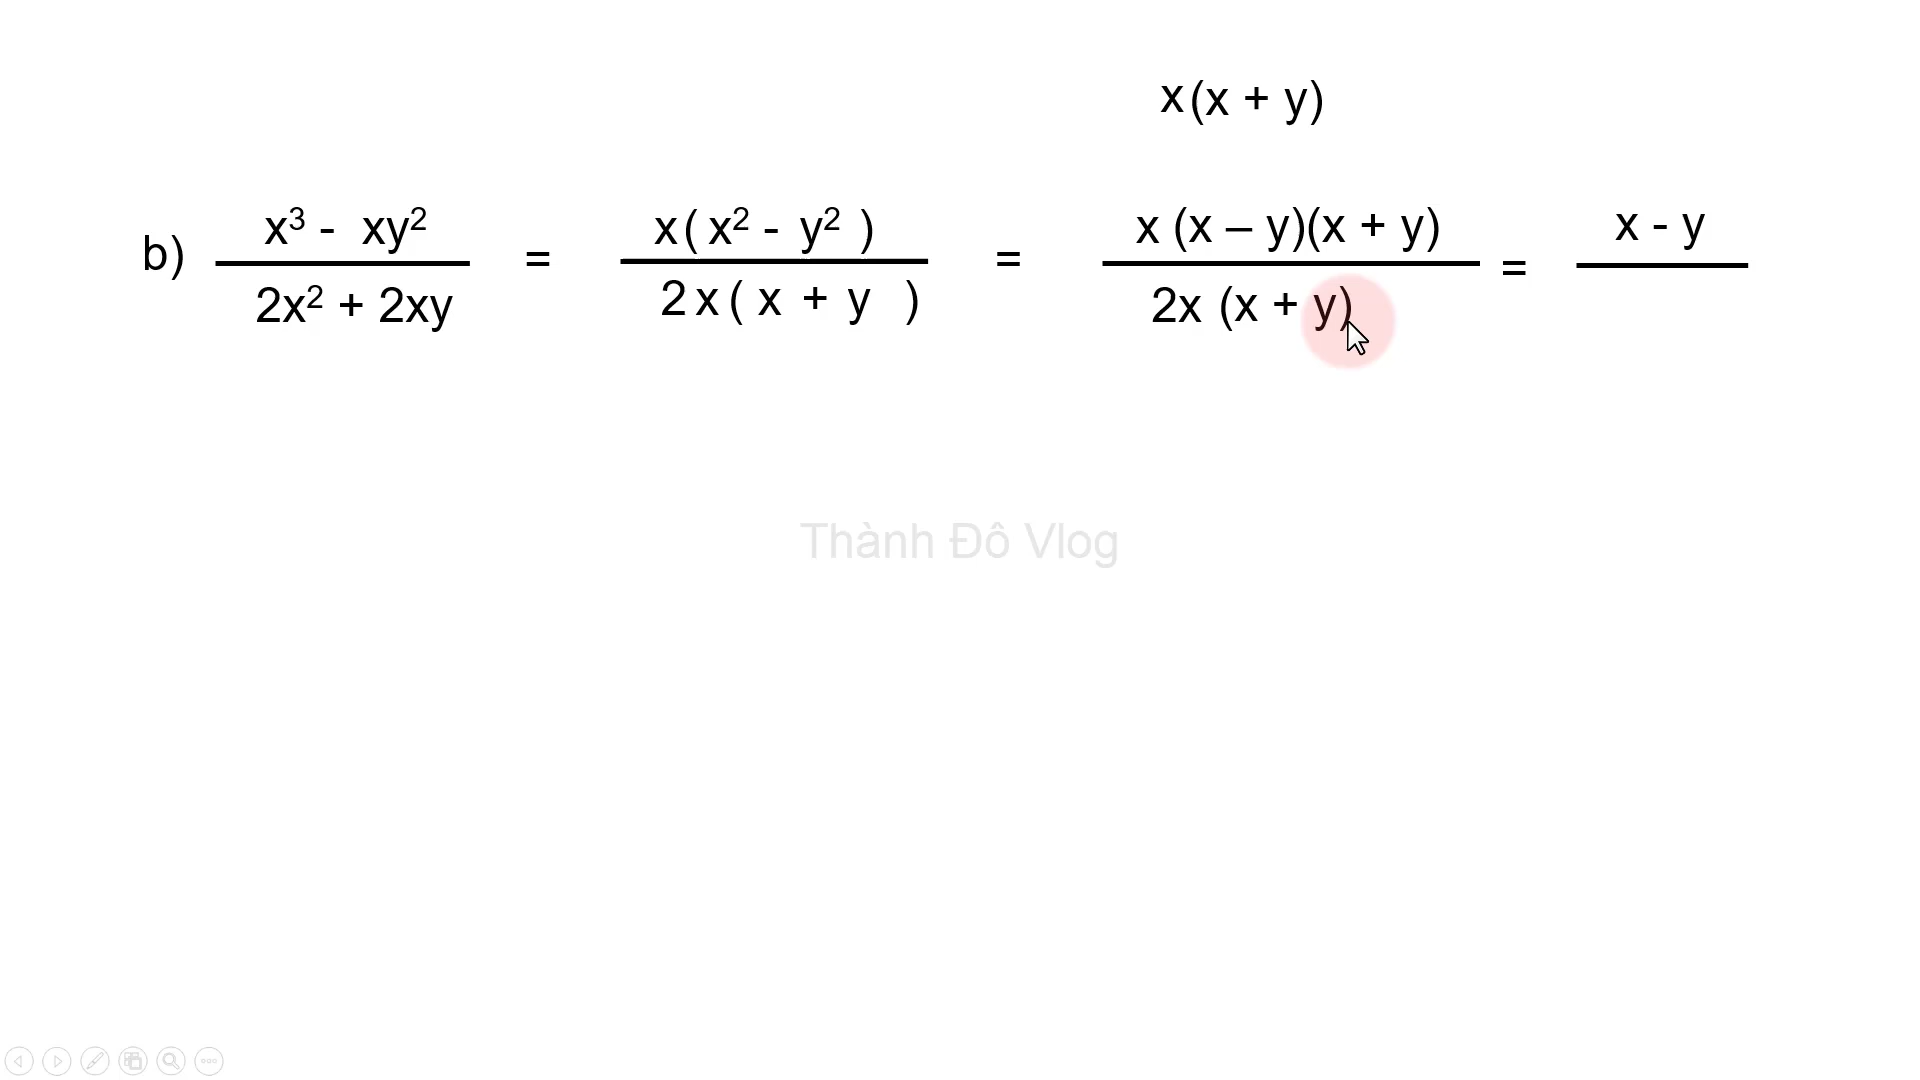 x(x + y)
b) x³ - xy² = x( x² - y² ) = x (x – y)(x + y) = x - y
2x² + 2xy 2x( x + y ) 2x (x + y)
Thành Đô Vlog